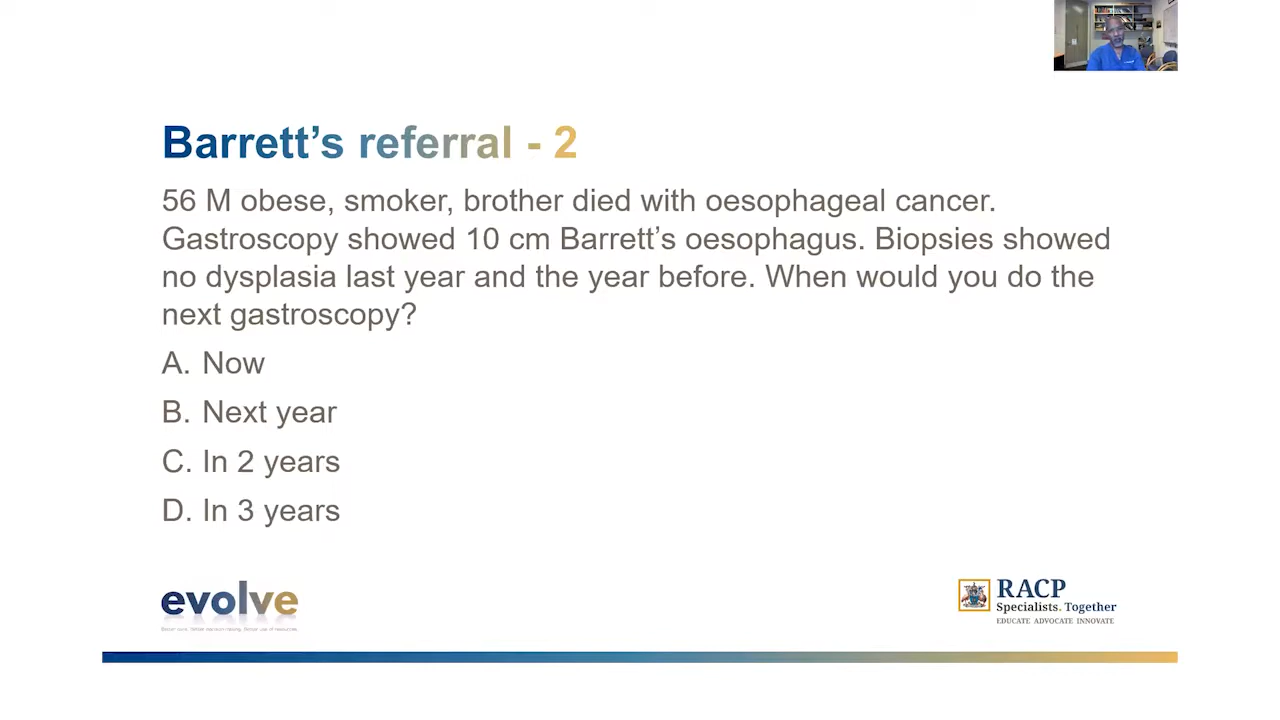 Barrett’s referral - 2
56 M obese, smoker, brother died with oesophageal cancer.
Gastroscopy showed 10 cm Barrett’s oesophagus. Biopsies showed
no dysplasia last year and the year before. When would you do the
next gastroscopy?
A. Now
B. Next year
C. In 2 years
D. In 3 years
evolve
RACP
Specialists. Together
EDUCATE ADVOCATE INNOVATE